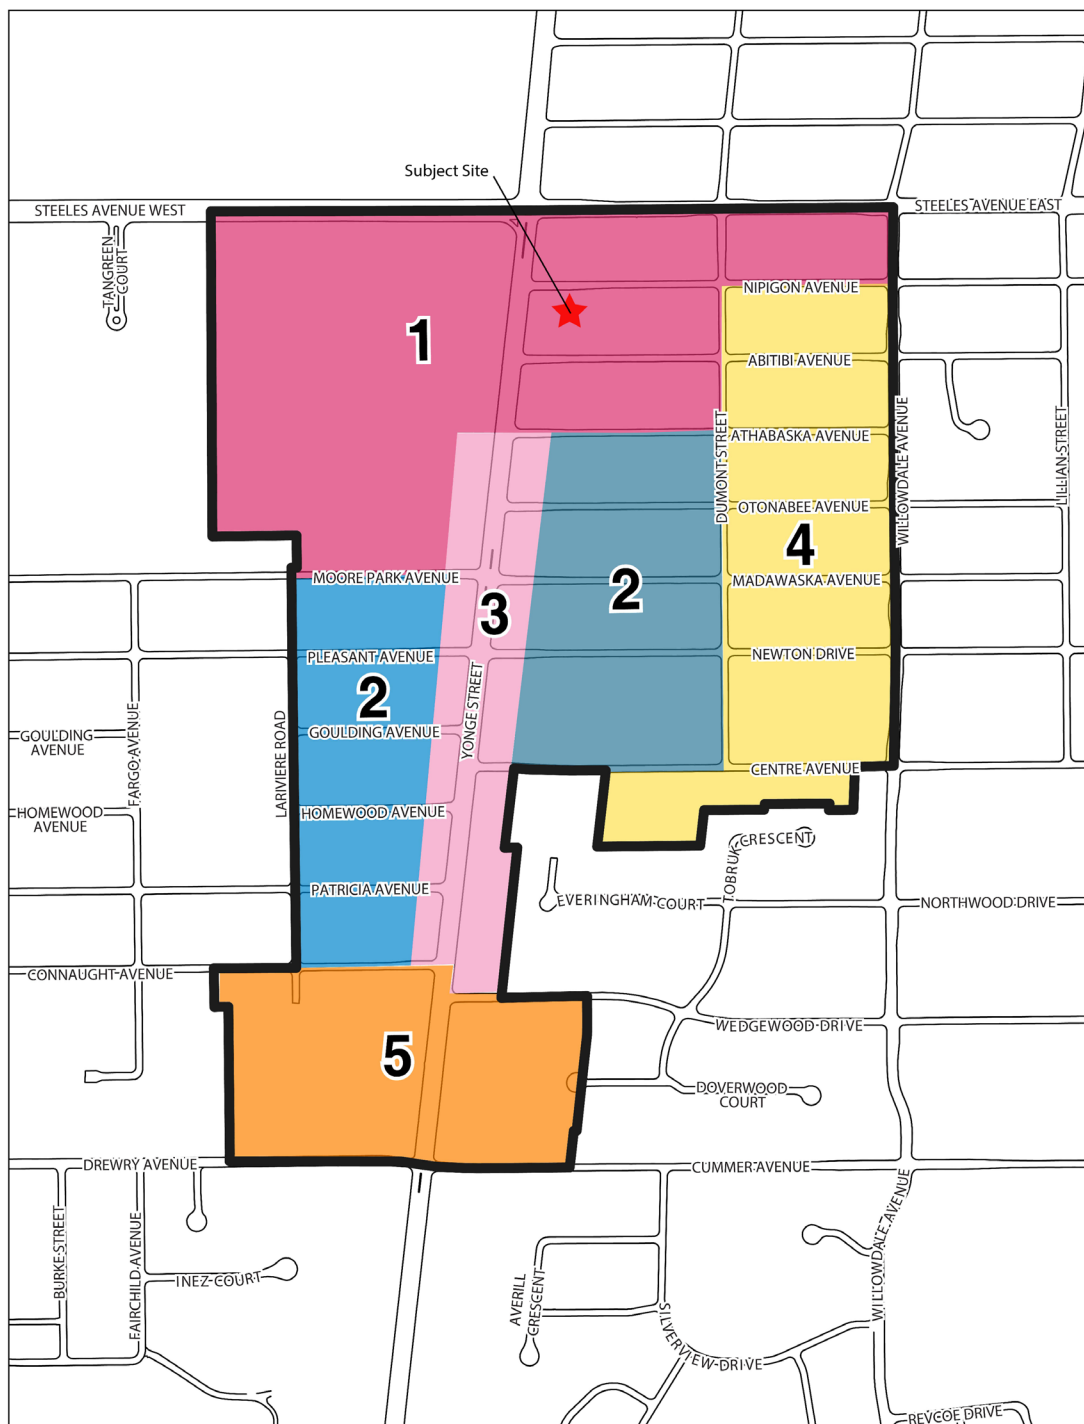 Subject Site
STEELES AVENUE WEST
STEELES AVENUE EAST
TANGREEN
COURT
NIPIGON AVENUE
1
ABITIBI AVENUE
DUMONT STREET
ATHABASKA AVENUE
WILLOWDALE AVENUE
LILLIAN STREET
OTONABEE AVENUE
4
MOORE PARK AVENUE
2
MADAWASKA AVENUE
3
PLEASANT AVENUE
NEWTON DRIVE
2
YONGE STREET
GOULDING
AVENUE
FARGO AVENUE
LARIVIERE ROAD
GOULDING AVENUE
CENTRE AVENUE
HOMEWOOD
AVENUE
HOMEWOOD AVENUE
TOBRUK CRESCENT
PATRICIA AVENUE
EVERINGHAM COURT
NORTHWOOD DRIVE
CONNAUGHT AVENUE
WEDGEWOOD DRIVE
5
DOVERWOOD
COURT
DREWRY AVENUE
CUMMER AVENUE
BURKE STREET
FAIRCHILD AVENUE
INEZ COURT
AVERILL
CRESCENT
WILLOWDALE AVENUE
SILVERVIEW DRIVE
REVCOE DRIVE